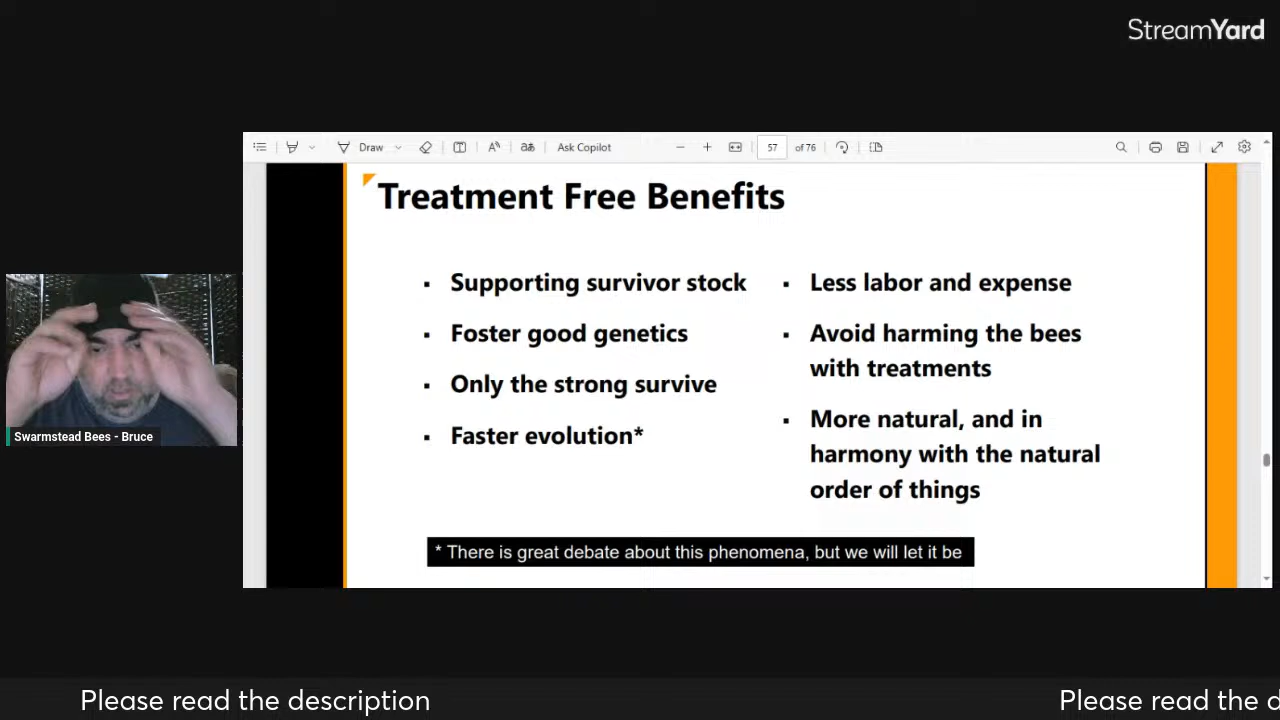 StreamYard
Draw
Ask Copilot
57
of 76
Treatment Free Benefits
Supporting survivor stock
Foster good genetics
Only the strong survive
Faster evolution*
Less labor and expense
Avoid harming the bees
with treatments
More natural, and in
harmony with the natural
order of things
* There is great debate about this phenomena, but we will let it be
Swarmstead Bees - Bruce
Please read the description
Please read the d